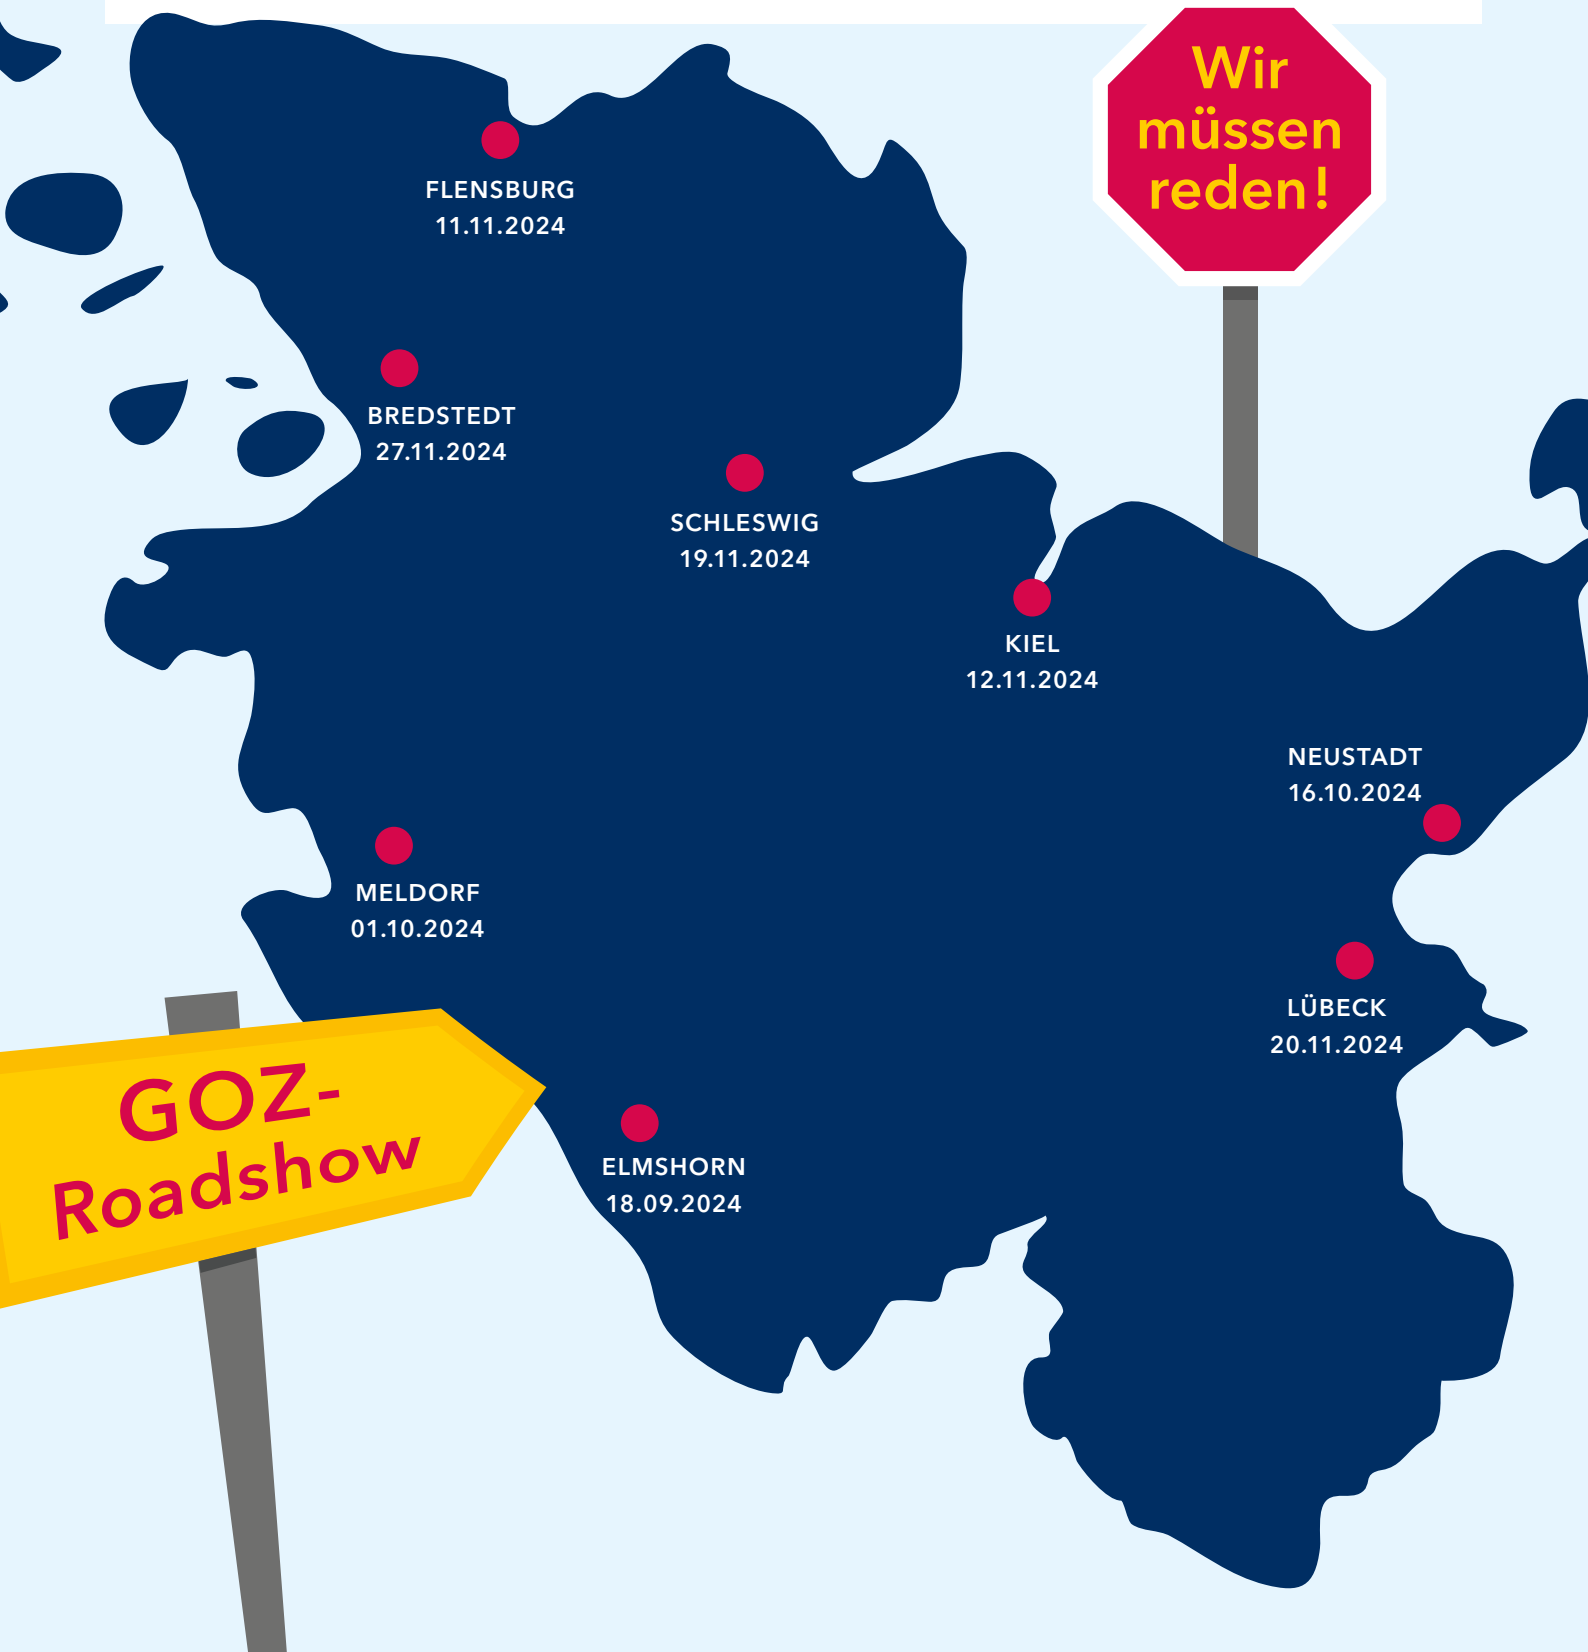 Wir
müssen
reden!
FLENSBURG
11.11.2024
BREDSTEDT
27.11.2024
SCHLESWIG
19.11.2024
KIEL
12.11.2024
NEUSTADT
16.10.2024
MELDORF
01.10.2024
LÜBECK
20.11.2024
GOZ-
Roadshow
ELMSHORN
18.09.2024